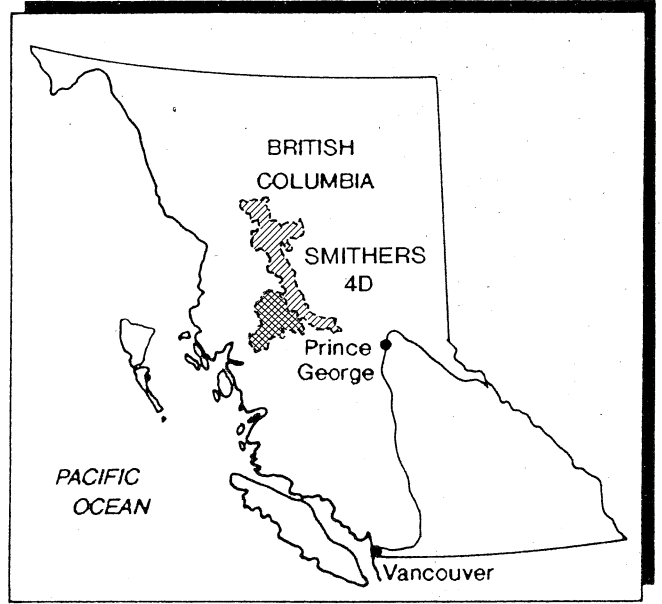 BRITISH
COLUMBIA
SMITHERS
4D
Prince
George
PACIFIC
OCEAN
Vancouver